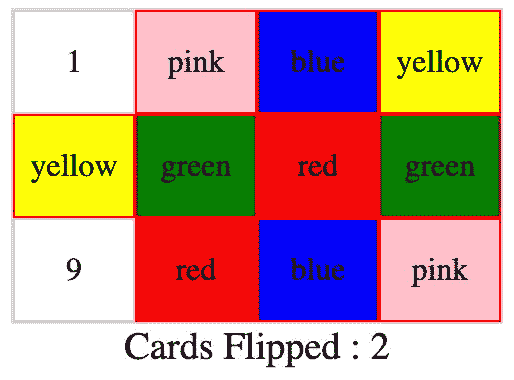 1 pink blue yellow
yellow green red green
9 red blue pink
Cards Flipped : 2